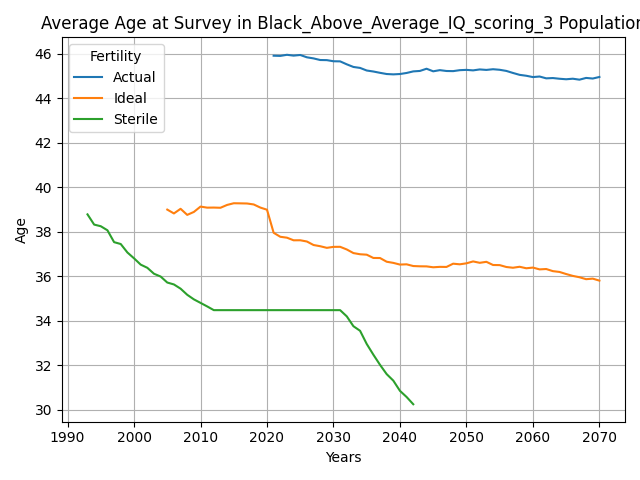 Average Age at Survey in Black_Above_Average_IQ_scoring_3 Population
Fertility
Actual
Ideal
Sterile
46
44
42
40
38
36
34
32
30
Age
1990 2000 2010 2020 2030 2040 2050 2060 2070
Years